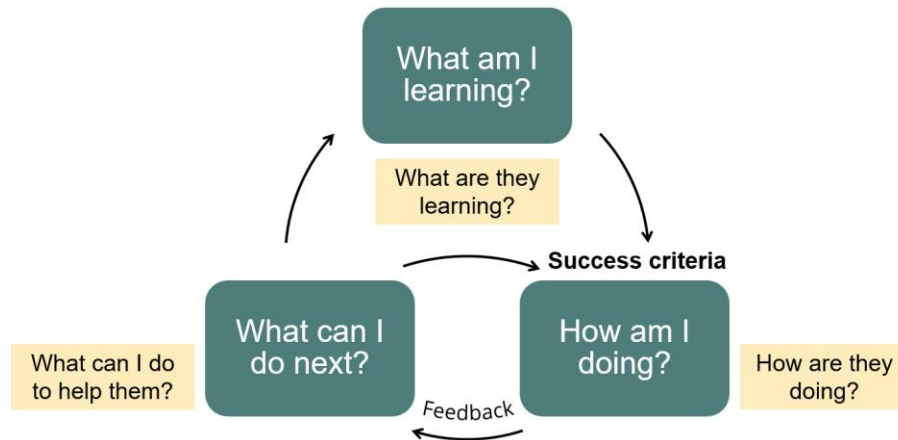 What am I
learning?
What are they
learning?
Success criteria
What can I
do next?
How am I
doing?
What can I do
to help them?
How are they
doing?
Feedback